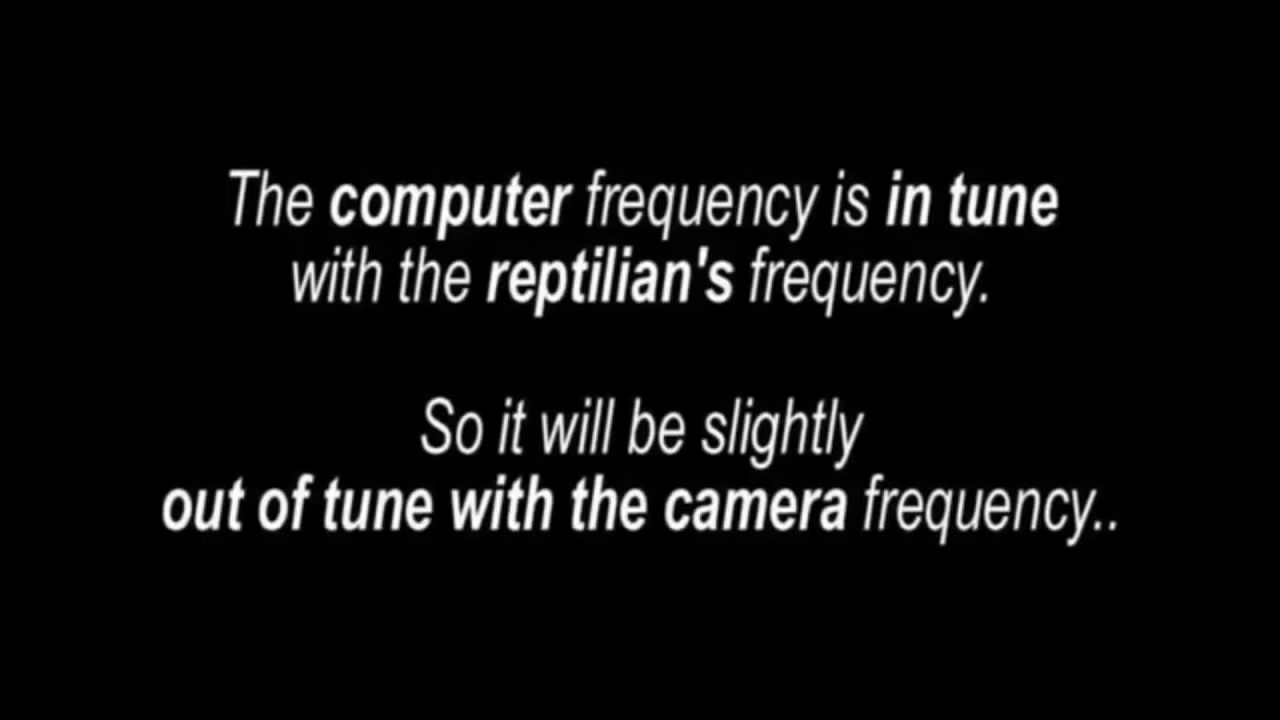 The computer frequency is in tune
with the reptilian's frequency.
So it will be slightly
out of tune with the camera frequency..